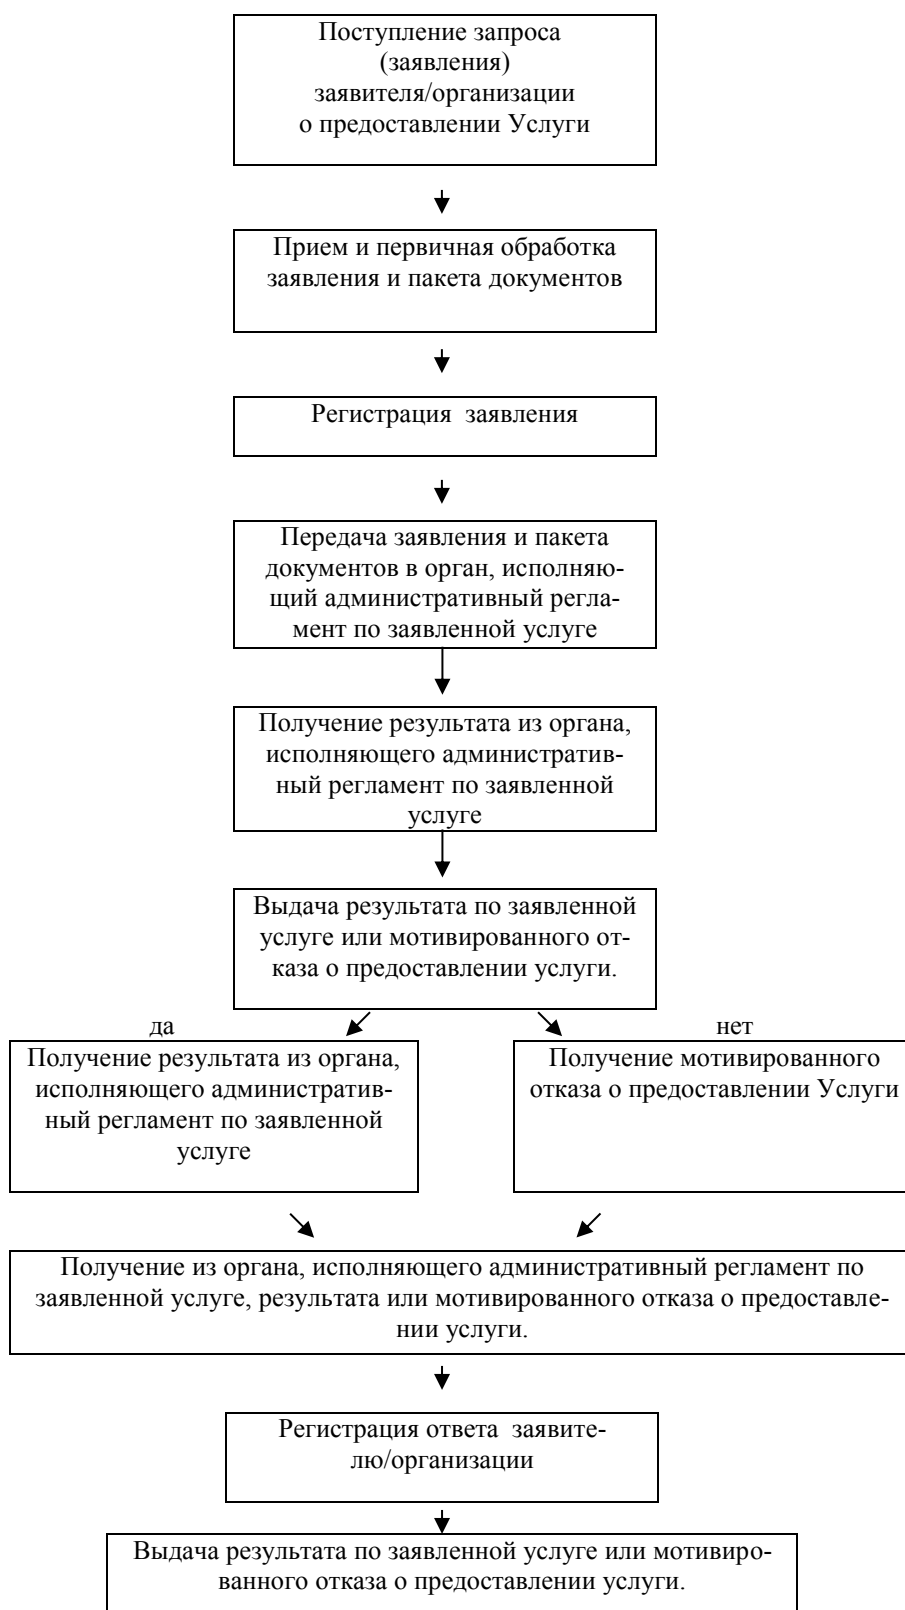 Поступление запроса
(заявления)
заявителя/организации
о предоставлении Услуги
Прием и первичная обработка
заявления и пакета документов
Регистрация заявления
Передача заявления и пакета
документов в орган, исполняю-
щий административный регла-
мент по заявленной услуге
Получение результата из органа,
исполняющего административ-
ный регламент по заявленной
услуге
Выдача результата по заявленной
услуге или мотивированного от-
каза о предоставлении услуги.
да
нет
Получение результата из органа,
исполняющего административ-
ный регламент по заявленной
услуге
Получение мотивированного
отказа о предоставлении Услуги
Получение из органа, исполняющего административный регламент по
заявленной услуге, результата или мотивированного отказа о предоставле-
нии услуги.
Регистрация ответа заявите-
лю/организации
Выдача результата по заявленной услуге или мотивиро-
ванного отказа о предоставлении услуги.